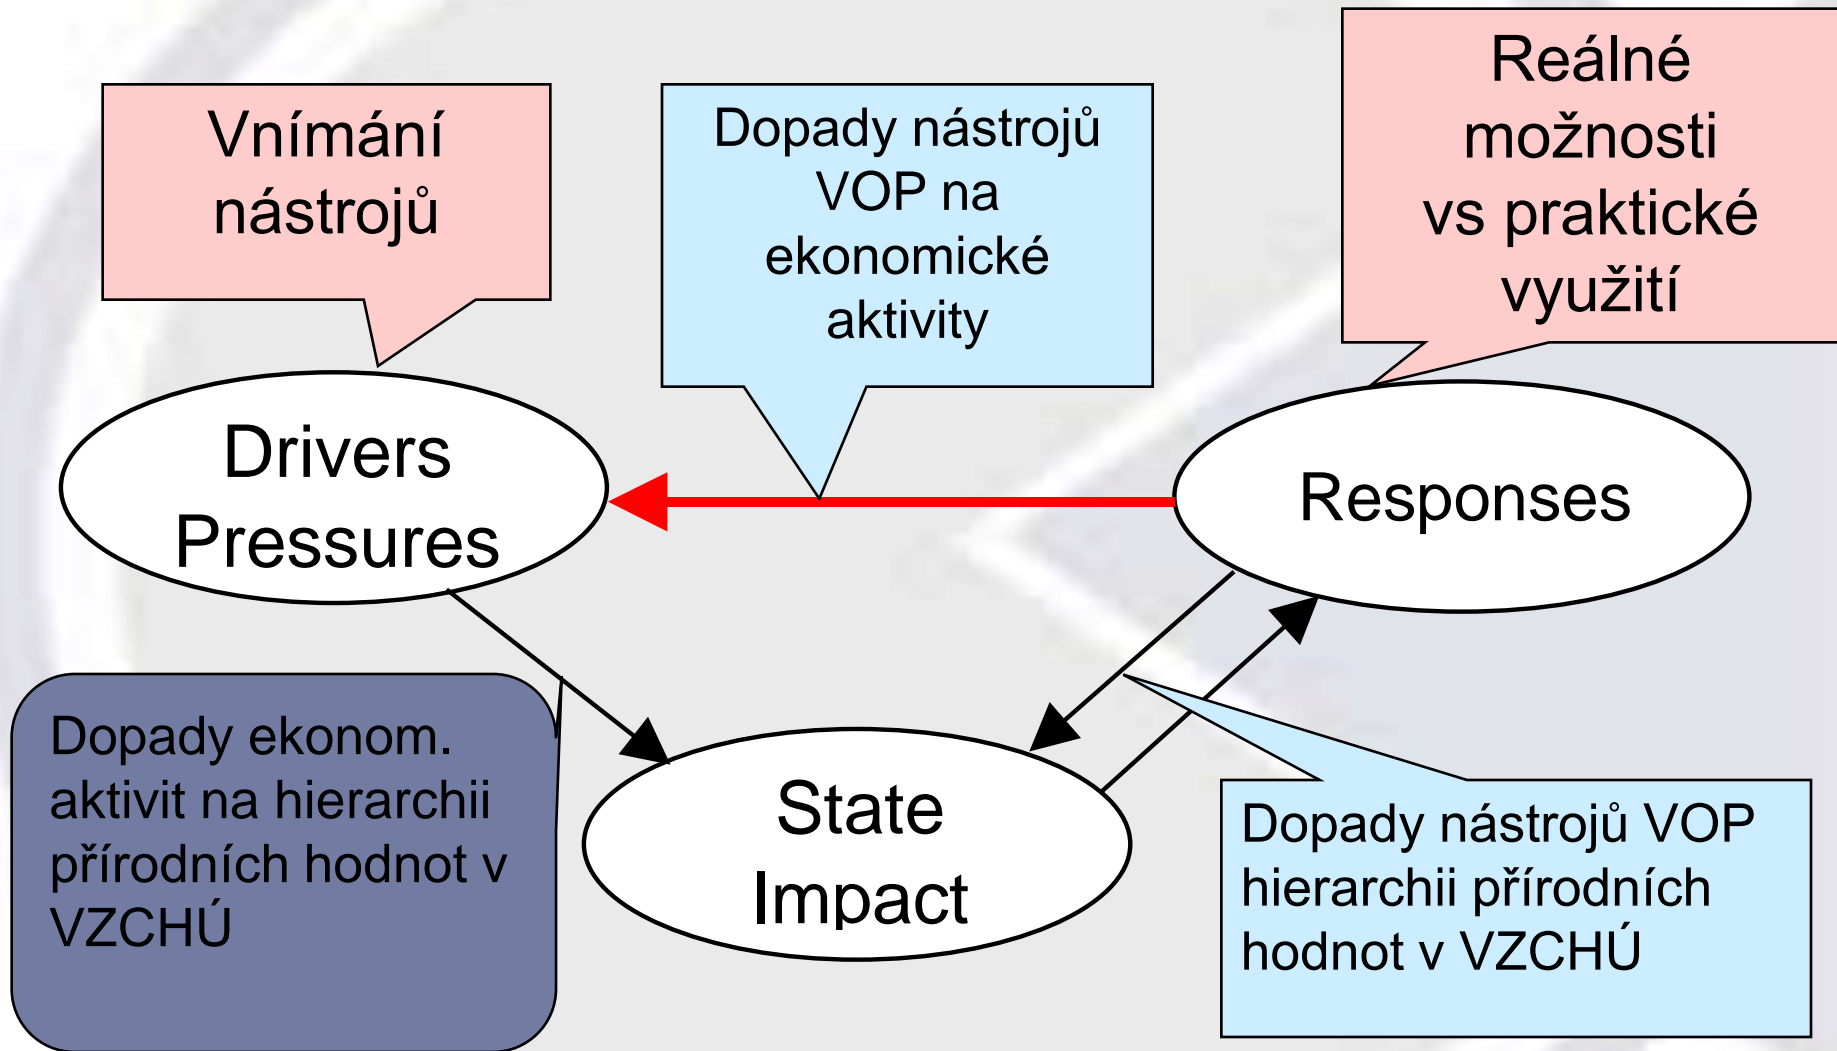 Vnímání
nástrojů
Dopady nástrojů
VOP na
ekonomické
aktivity
Reálné
možnosti
vs praktické
využití
Drivers
Pressures
Responses
Dopady ekonom.
aktivit na hierarchii
přírodních hodnot v
VZCHÚ
State
Impact
Dopady nástrojů VOP
hierarchii přírodních
hodnot v VZCHÚ